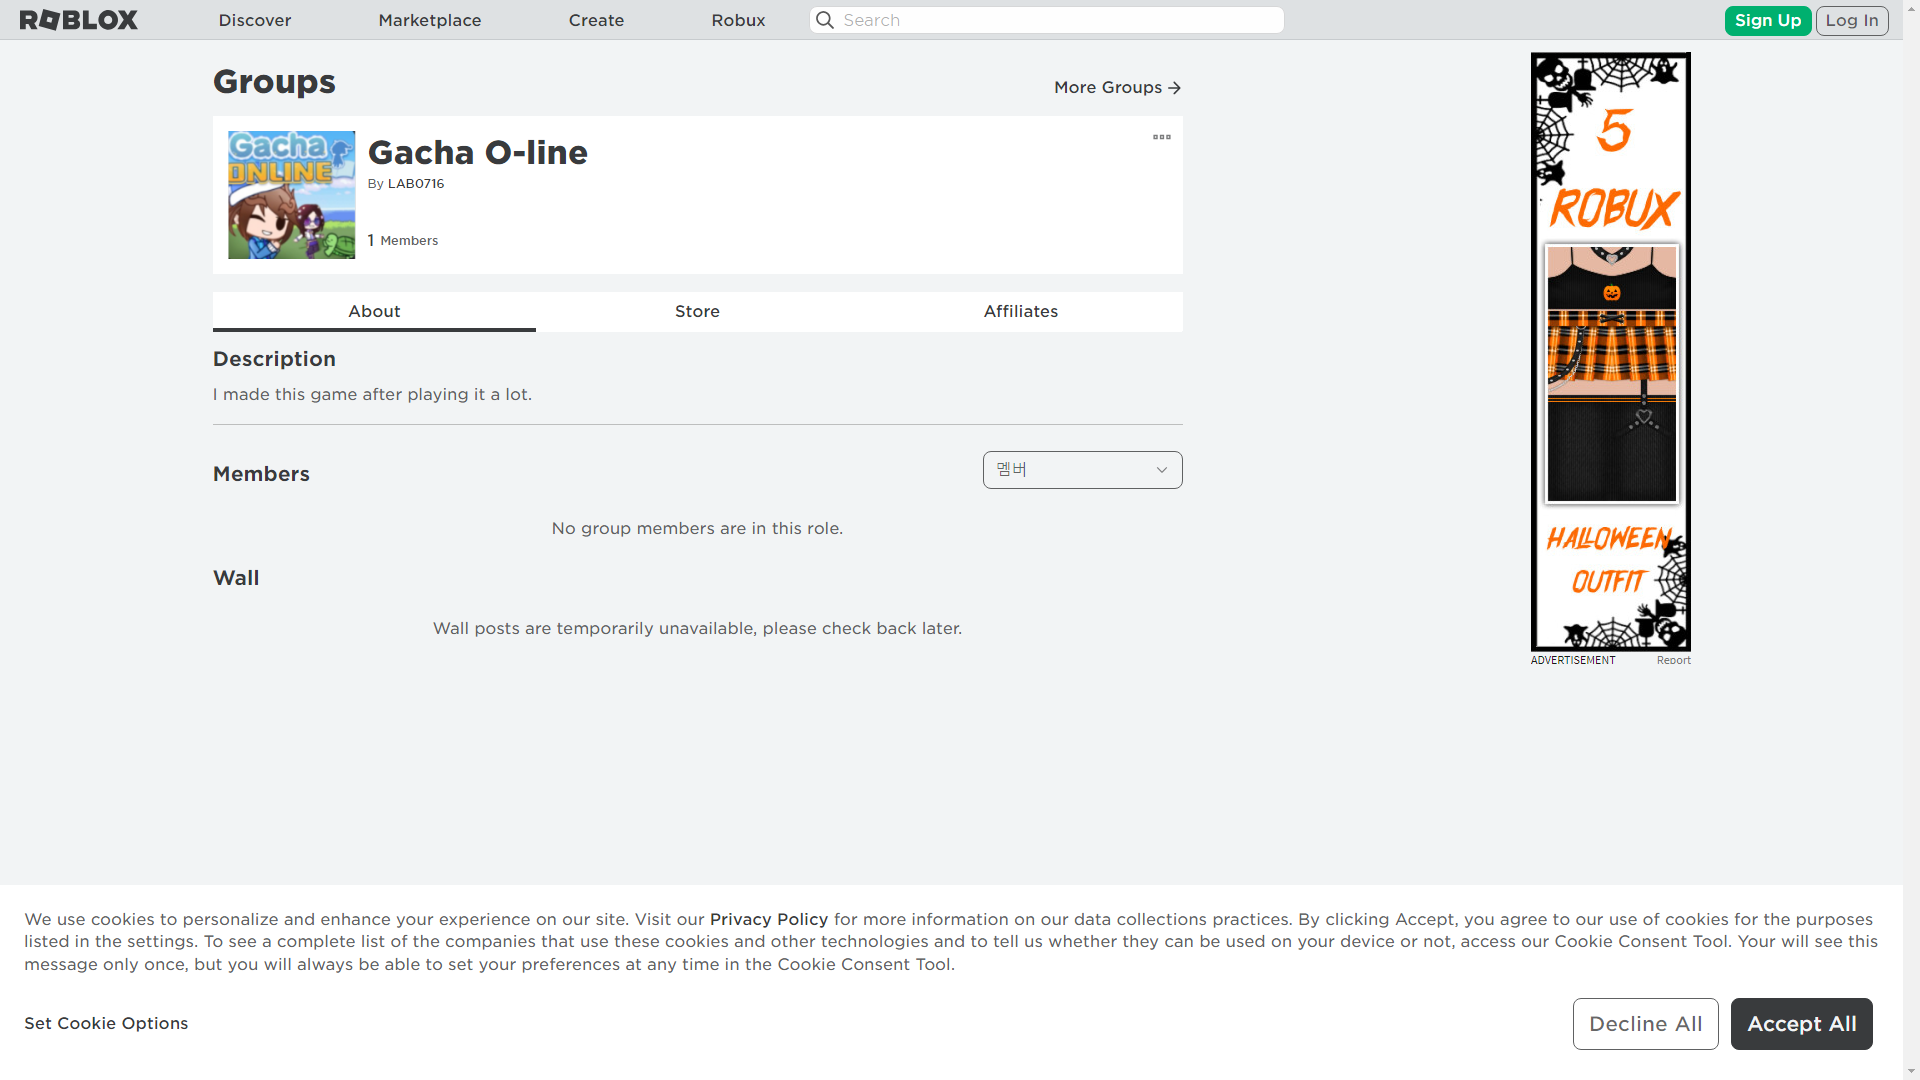 ROBLOX
Discover
Marketplace
Create
Robux
Search
Sign Up
Log In
Groups
More Groups
Gacha
ONLINE
Gacha O-line
By LAB0716
1 Members
About
Store
Affiliates
Description
I made this game after playing it a lot.
Members
멤버
No group members are in this role.
Wall
Wall posts are temporarily unavailable, please check back later.
5
ROBUX
HALLOWEEN
OUTFIT
ADVERTISEMENT
Report
We use cookies to personalize and enhance your experience on our site. Visit our Privacy Policy for more information on our data collections practices. By clicking Accept, you agree to our use of cookies for the purposes
listed in the settings. To see a complete list of the companies that use these cookies and other technologies and to tell us whether they can be used on your device or not, access our Cookie Consent Tool. Your will see this
message only once, but you will always be able to set your preferences at any time in the Cookie Consent Tool.
Set Cookie Options
Decline All
Accept All